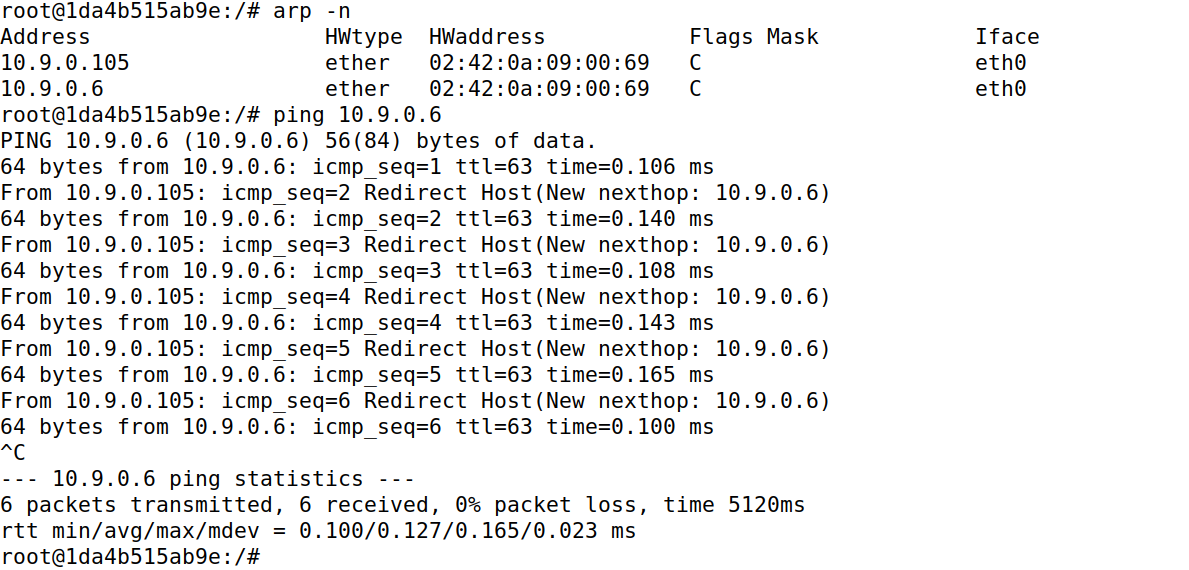 root@1da4b515ab9e:/# arp -n
Address                  HWtype  HWaddress           Flags Mask            Iface
10.9.0.105               ether   02:42:0a:09:00:69   C                     eth0
10.9.0.6                 ether   02:42:0a:09:00:69   C                     eth0
root@1da4b515ab9e:/# ping 10.9.0.6
PING 10.9.0.6 (10.9.0.6) 56(84) bytes of data.
64 bytes from 10.9.0.6: icmp_seq=1 ttl=63 time=0.106 ms
From 10.9.0.105: icmp_seq=2 Redirect Host(New nexthop: 10.9.0.6)
64 bytes from 10.9.0.6: icmp_seq=2 ttl=63 time=0.140 ms
From 10.9.0.105: icmp_seq=3 Redirect Host(New nexthop: 10.9.0.6)
64 bytes from 10.9.0.6: icmp_seq=3 ttl=63 time=0.108 ms
From 10.9.0.105: icmp_seq=4 Redirect Host(New nexthop: 10.9.0.6)
64 bytes from 10.9.0.6: icmp_seq=4 ttl=63 time=0.143 ms
From 10.9.0.105: icmp_seq=5 Redirect Host(New nexthop: 10.9.0.6)
64 bytes from 10.9.0.6: icmp_seq=5 ttl=63 time=0.165 ms
From 10.9.0.105: icmp_seq=6 Redirect Host(New nexthop: 10.9.0.6)
64 bytes from 10.9.0.6: icmp_seq=6 ttl=63 time=0.100 ms
^C
--- 10.9.0.6 ping statistics ---
6 packets transmitted, 6 received, 0% packet loss, time 5120ms
rtt min/avg/max/mdev = 0.100/0.127/0.165/0.023 ms
root@1da4b515ab9e:/#